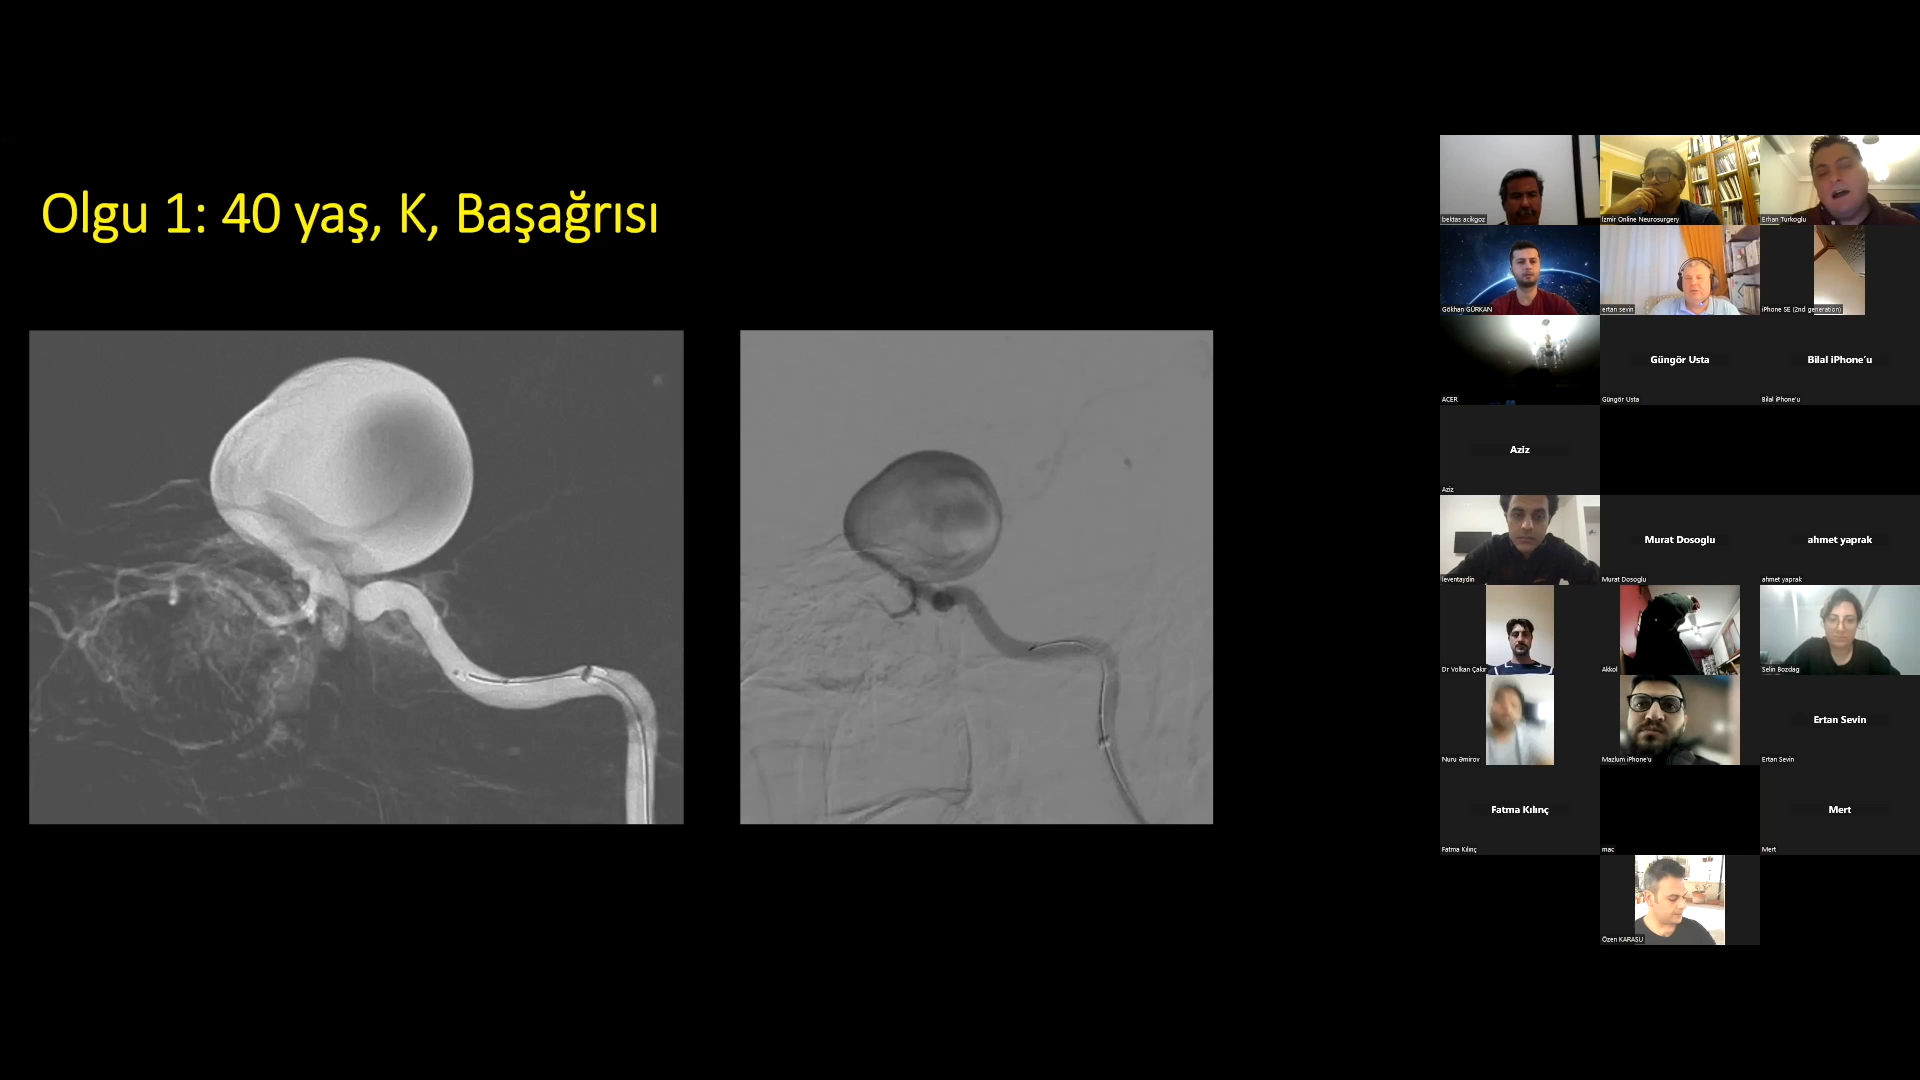 Olgu 1: 40 yaş, K, Başağrısı
bektas acikgoz
Izmir Online Neurosurgery
Erhan Turkoglu
Gökhan GÜRKAN
ertan sevin
iPhone SE (2nd generation)
ACER
Güngör Usta
Güngör Usta
Bilal iPhone'u
Bilal iPhone'u
Aziz
Aziz
leventaydin
Murat Dosoglu
Murat Dosoglu
ahmet yaprak
ahmet yaprak
Dr Volkan Çakır
Akkol
Selin Bozdag
Nuru Əmirov
Mazlum iPhone'u
Ertan Sevin
Ertan Sevin
Fatma Kılınç
Fatma Kılınç
mac
Mert
Mert
Özen KARASU